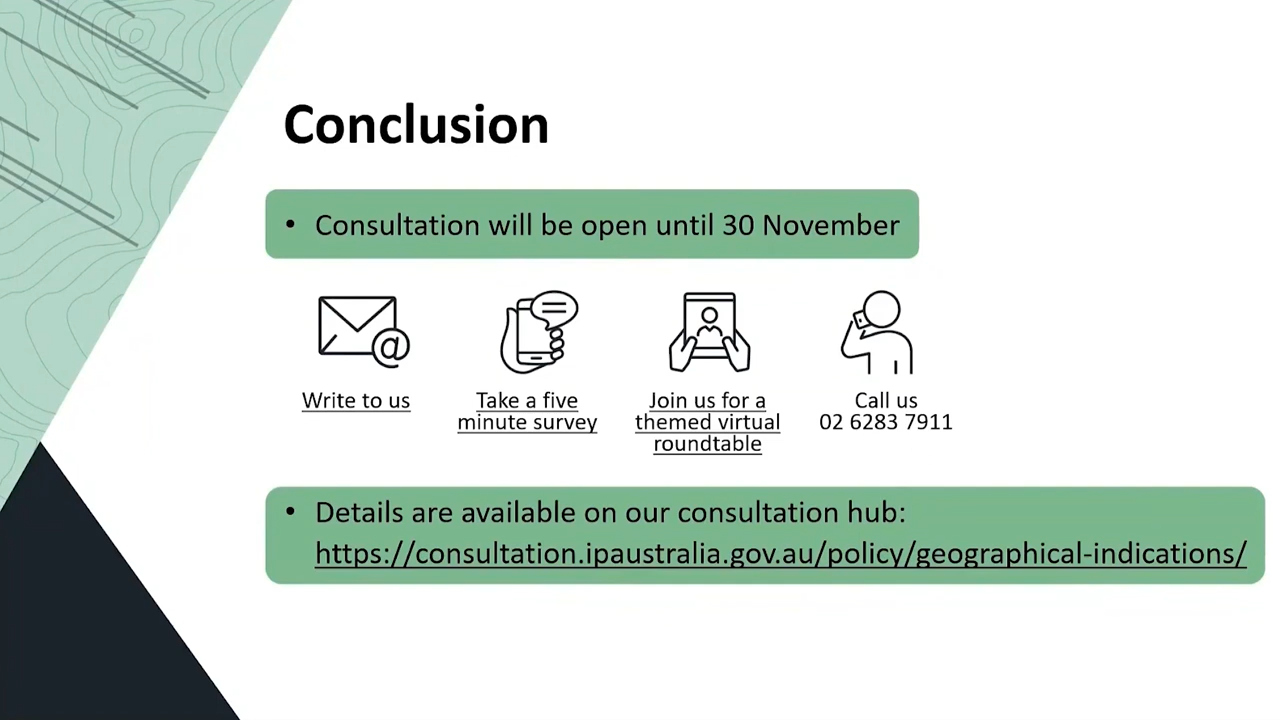 Conclusion
• Consultation will be open until 30 November
@
Write to us
Take a five
minute survey
Join us for a
themed virtual
roundtable
Call us
02 6283 7911
• Details are available on our consultation hub:
https://consultation.ipaustralia.gov.au/policy/geographical-indications/